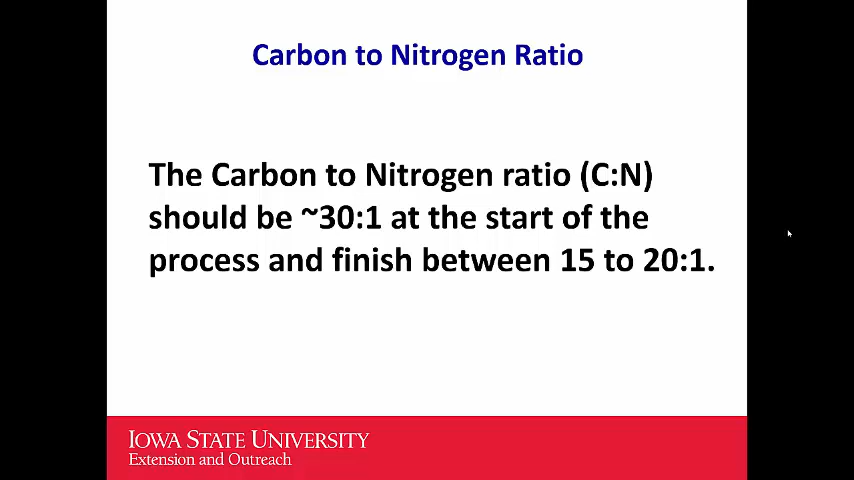 Carbon to Nitrogen Ratio
The Carbon to Nitrogen ratio (C:N)
should be ~30:1 at the start of the
process and finish between 15 to 20:1.
IOWA STATE UNIVERSITY
Extension and Outreach